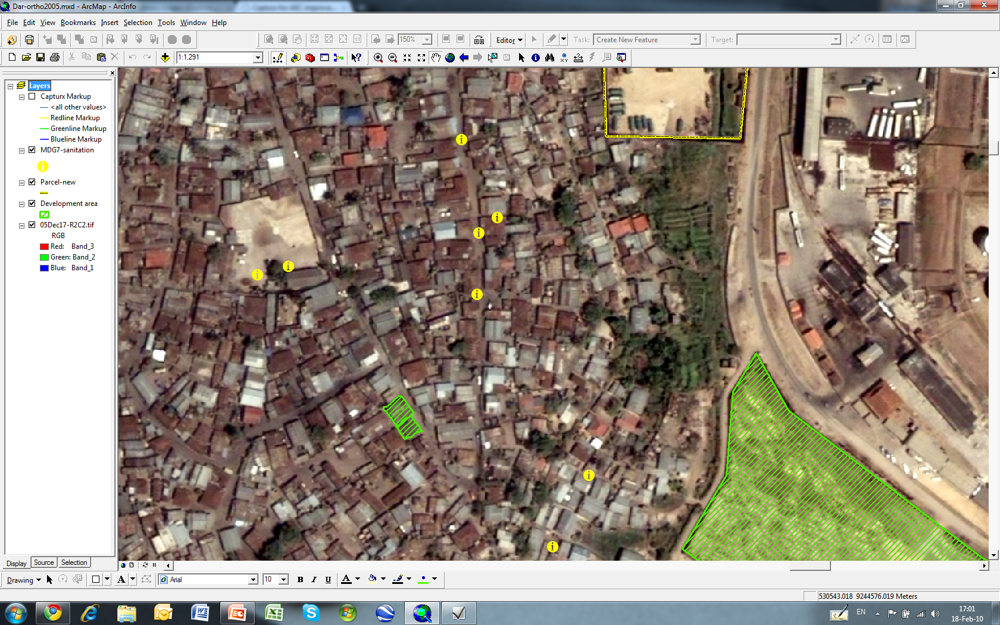 Dar-ortho2005.mxd - ArcMap - ArcInfo
File Edit View Bookmarks Insert Selection Tools Window Help
150% Editor Task: Create New Feature Target:
1:1,291
Layers
Capturx Markup
<all other values>
Redline Markup
Greenline Markup
Blueline Markup
MDG7-sanitation
i
Parcel-new
Development area
05Dec17-R2C2.tif
RGB
Red: Band_3
Green: Band_2
Blue: Band_1
i
i
i
i
i
i
i
i
Display Source Selection
Drawing A Arial 10 B I U A
530543.018 9244576.019 Meters
EN 17:01
18-Feb-10